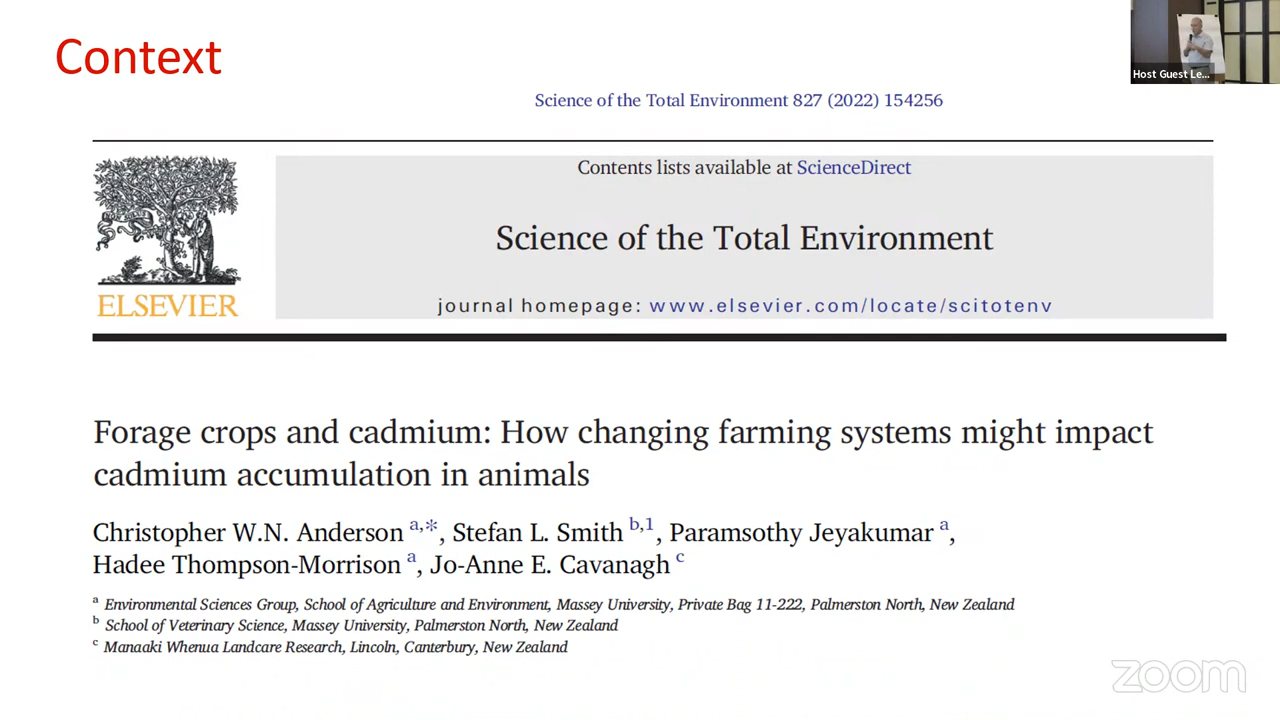 Context
Host Guest Le...
Science of the Total Environment 827 (2022) 154256
Contents lists available at ScienceDirect
Science of the Total Environment
journal homepage: www.elsevier.com/locate/scitotenv
ELSEVIER
Forage crops and cadmium: How changing farming systems might impact
cadmium accumulation in animals
Christopher W.N. Anderson a,*, Stefan L. Smith b,1, Paramsothy Jeyakumar a,
Hadee Thompson-Morrison a, Jo-Anne E. Cavanagh c
a Environmental Sciences Group, School of Agriculture and Environment, Massey University, Private Bag 11-222, Palmerston North, New Zealand
b School of Veterinary Science, Massey University, Palmerston North, New Zealand
c Manaaki Whenua Landcare Research, Lincoln, Canterbury, New Zealand
zoom